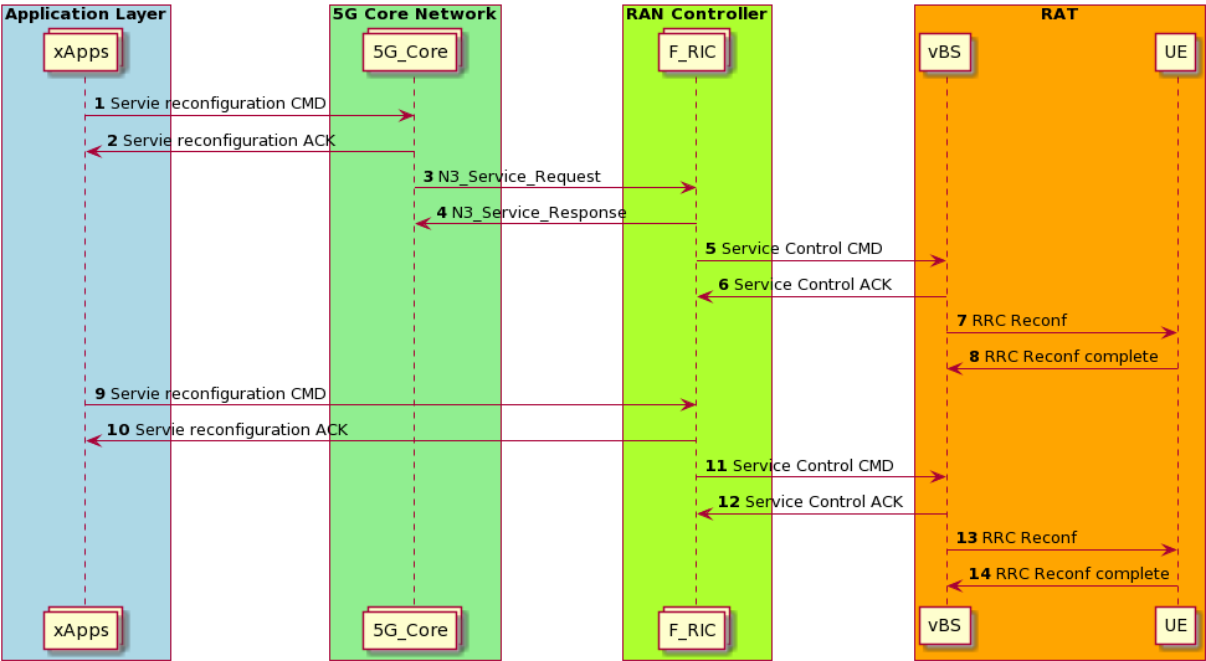 Application Layer
5G Core Network
RAN Controller
RAT
xApps
5G_Core
F_RIC
vBS
UE
1 Servie reconfiguration CMD
2 Servie reconfiguration ACK
3 N3_Service_Request
4 N3_Service_Response
5 Service Control CMD
6 Service Control ACK
7 RRC Reconf
8 RRC Reconf complete
9 Servie reconfiguration CMD
10 Servie reconfiguration ACK
11 Service Control CMD
12 Service Control ACK
13 RRC Reconf
14 RRC Reconf complete
xApps
5G_Core
F_RIC
vBS
UE